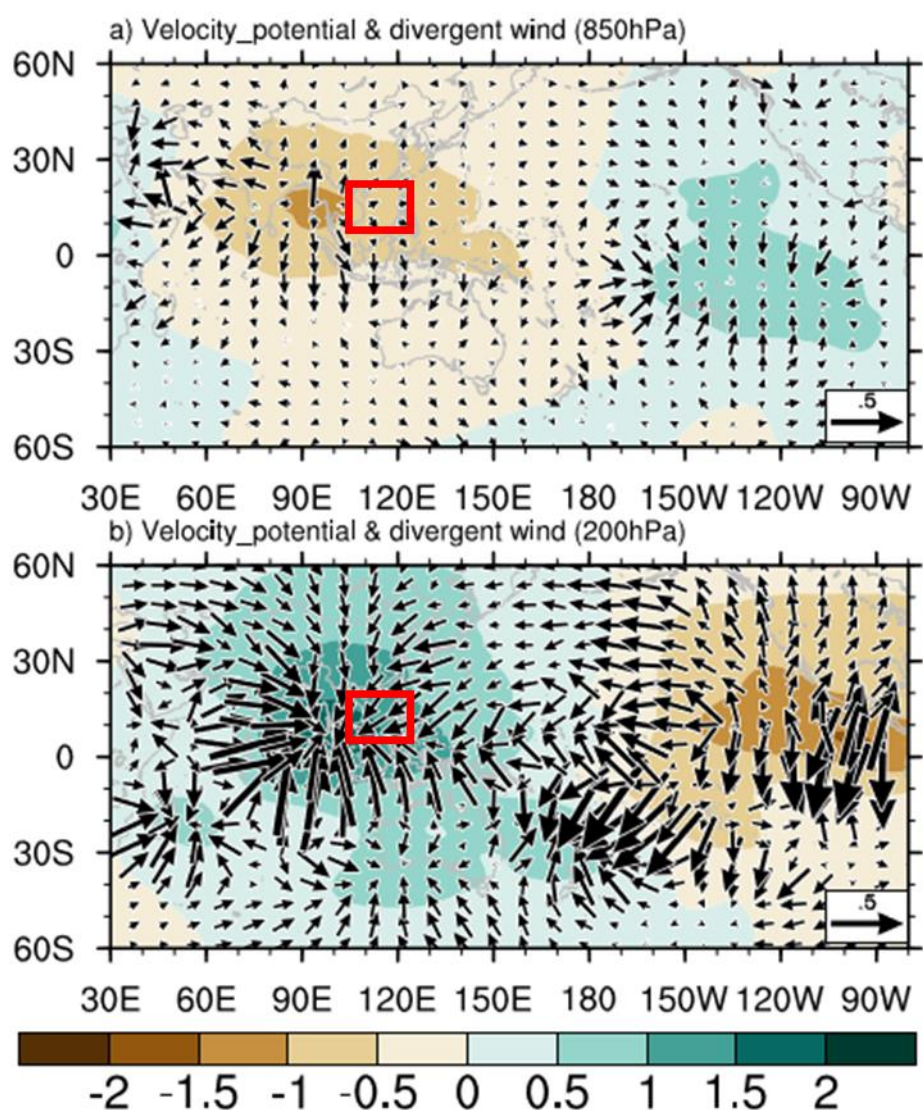 a) Velocity_potential & divergent wind (850hPa)
60N
30N
0
30S
60S
.5
30E 60E 90E 120E 150E 180 150W 120W 90W
b) Velocity_potential & divergent wind (200hPa)
60N
30N
0
30S
60S
.5
30E 60E 90E 120E 150E 180 150W 120W 90W
-2 -1.5 -1 -0.5 0 0.5 1 1.5 2